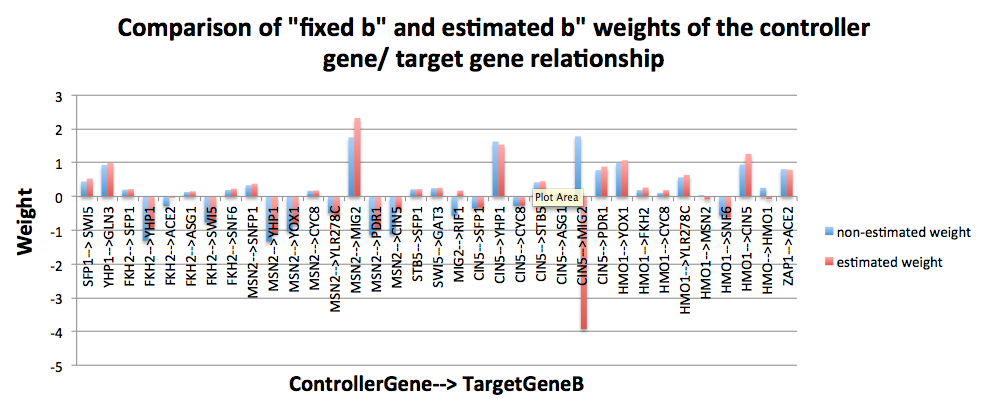 Comparison of "fixed b" and estimated b" weights of the controller
gene/ target gene relationship
3
2
1
0
-1
-2
-3
-4
-5
Weight
SFP1--> SWI5
YHP1-->GLN3
FKH2-->SFP1
FKH2-->YHP1
FKH2-->ACE2
FKH2-->ASG1
FKH2-->SWI5
FKH2-->SNF6
MSN2-->SNFP1
MSN2-->YHP1
MSN2-->YOX1
MSN2-->CYC8
MSN2-->YLR278C
MSN2-->MIG2
MSN2-->PDR1
MSN2-->CIN5
STB5-->SFP1
SWI5-->GAT3
MIG2-->RIF1
CIN5-->SFP1
CIN5-->YHP1
CIN5-->CYC8
CIN5-->STB5
CIN5-->ASG1
CIN5-->MIG2
CIN5-->PDR1
HMO1-->YOX1
HMO1-->FKH2
HMO1-->CYC8
HMO1-->YLR278C
HMO1-->MSN2
HMO1-->SNF6
HMO1-->CIN5
HMO-->HMO1
ZAP1-->ACE2
Plot Area
non-estimated weight
estimated weight
ControllerGene--> TargetGeneB